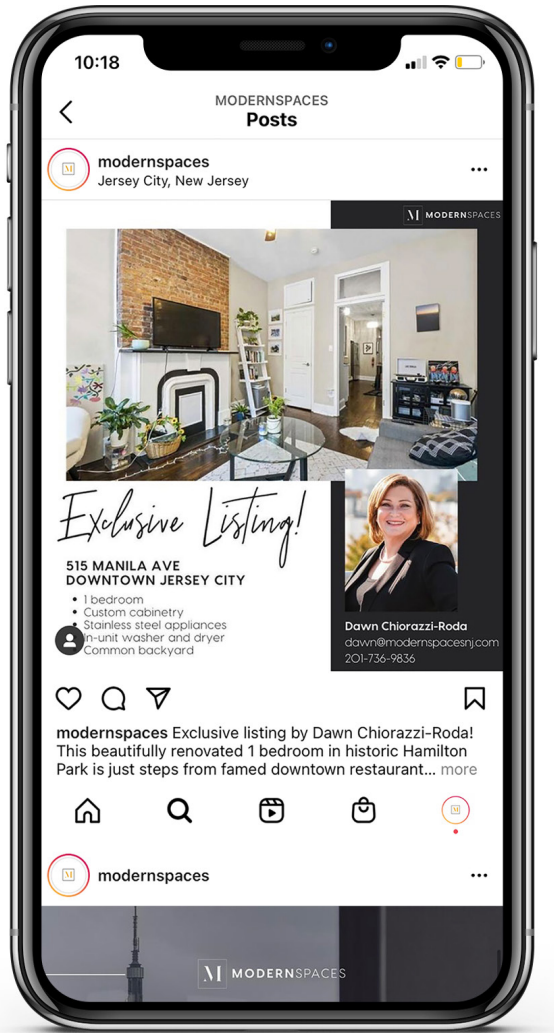 10:18
MODERNSPACES
Posts
modernspaces
Jersey City, New Jersey
M MODERNSPACES
Exclusive Listing!
515 MANILA AVE
DOWNTOWN JERSEY CITY
• 1 bedroom
• Custom cabinetry
• Stainless steel appliances
In-unit washer and dryer
Common backyard
Dawn Chiorazzi-Roda
dawn@modernspacesnj.com
201-736-9836
modernspaces Exclusive listing by Dawn Chiorazzi-Roda!
This beautifully renovated 1 bedroom in historic Hamilton
Park is just steps from famed downtown restaurant... more
modernspaces
M MODERNSPACES